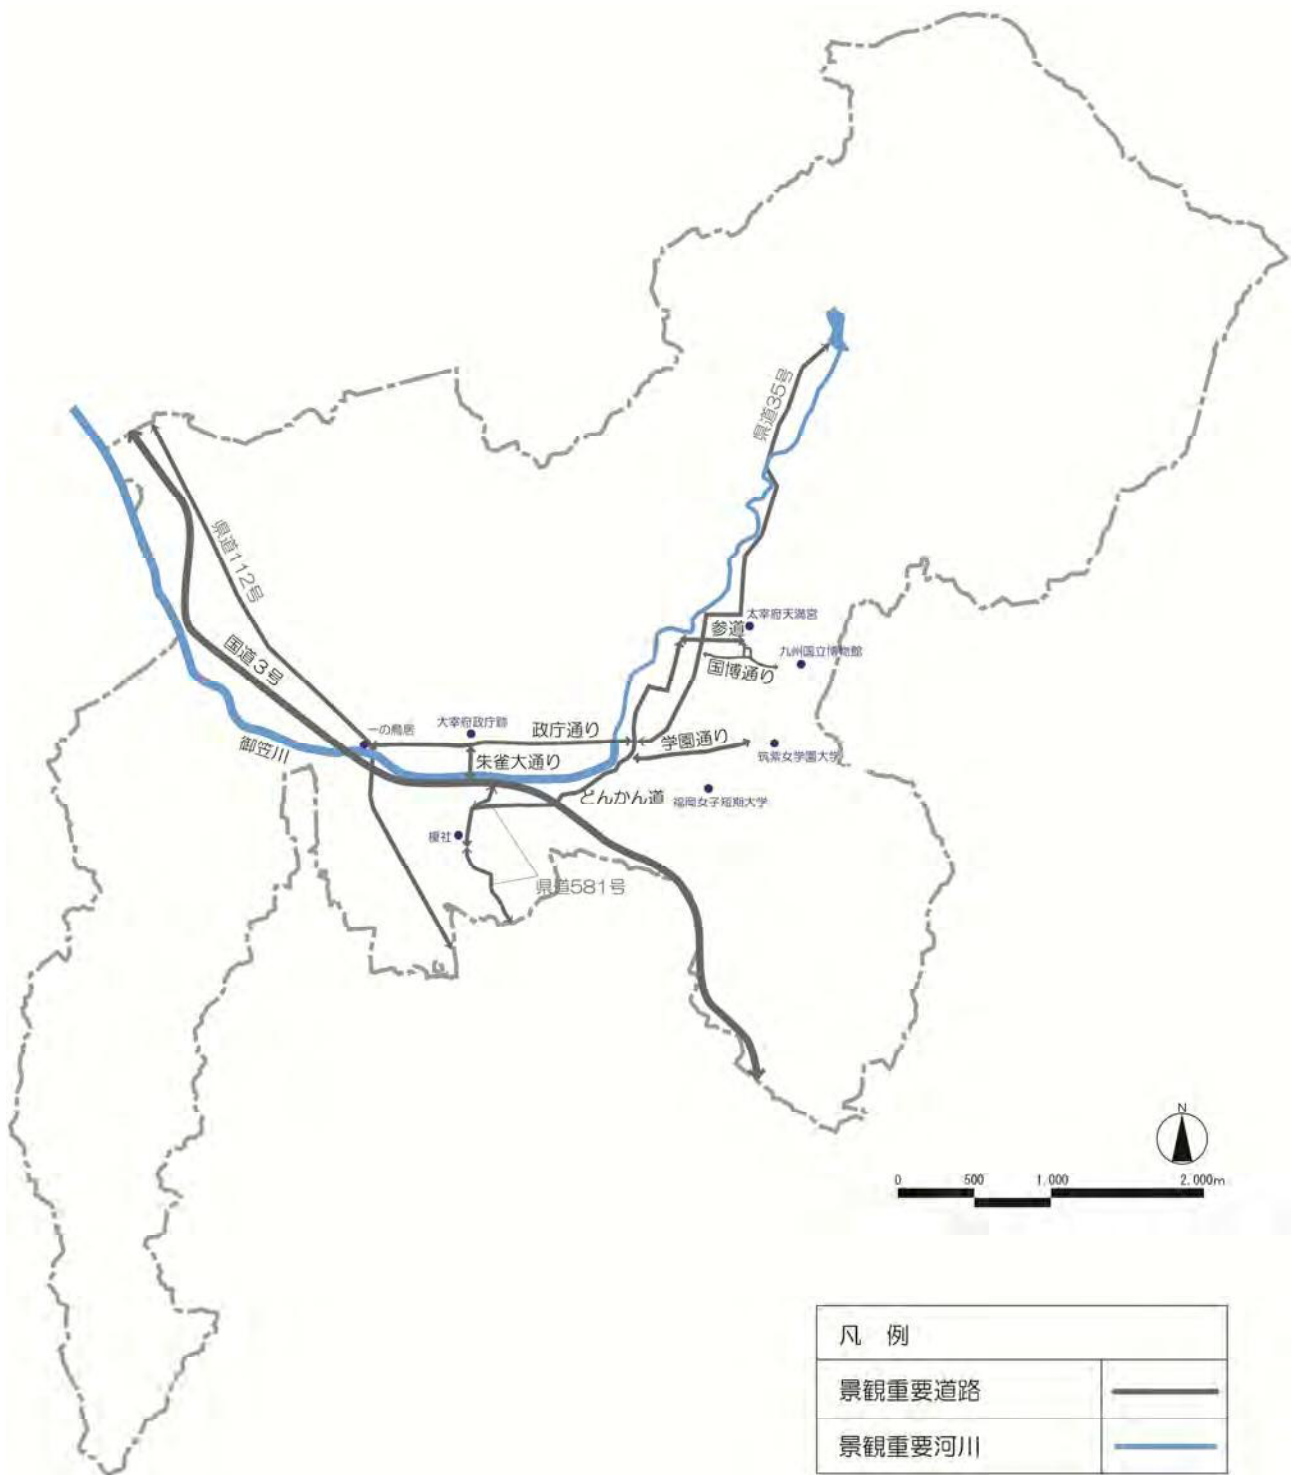 県道35号
県道112号
太宰府天満宮
参道
九州国立博物館
国博通り
国道3号
一の鳥居
大宰府政庁跡
政庁通り
学園通り
御笠川
朱雀大通り
筑紫女学園大学
どんかん道
福岡女子短期大学
榎社
県道581号
N
0 500 1,000 2,000m
凡 例
景観重要道路
景観重要河川